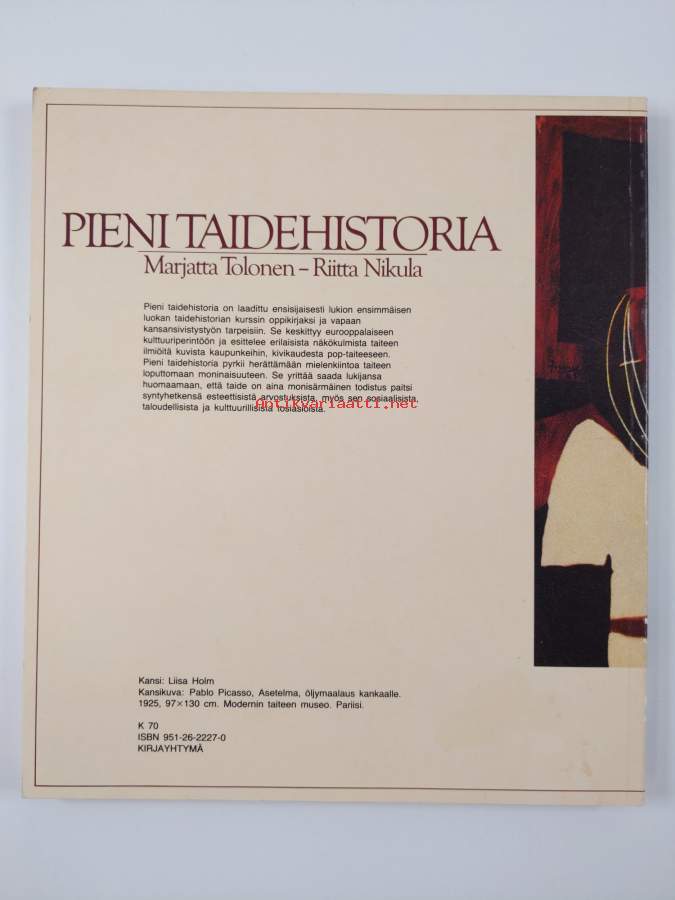 PIENI TAIDEHISTORIA
Marjatta Tolonen – Riitta Nikula
Pieni taidehistoria on laadittu ensisijaisesti lukion ensimmäisen
luokan taidehistorian kurssin oppikirjaksi ja vapaan
kansansivistystyön tarpeisiin. Se keskittyy eurooppalaiseen
kulttuuriperintöön ja esittelee erilaisista näkökulmista taiteen
ilmiöitä kuvista kaupunkeihin, kivikaudesta pop-taiteeseen.
Pieni taidehistoria pyrkii herättämään mielenkiintoa taiteen
loputtomaan moninaisuuteen. Se yrittää saada lukijansa
huomaamaan, että taide on aina monisärmäinen todistus paitsi
syntyhetkensä esteettisistä arvostuksista, myös sen sosiaalisista,
taloudellisista ja kulttuurillisista tosiasioista.
Antikvariaatti.net
Kansi: Liisa Holm
Kansikuva: Pablo Picasso, Asetelma, öljymaalaus kankaalle.
1925, 97×130 cm. Modernin taiteen museo. Pariisi.
K 70
ISBN 951-26-2227-0
KIRJAYHTYMÄ